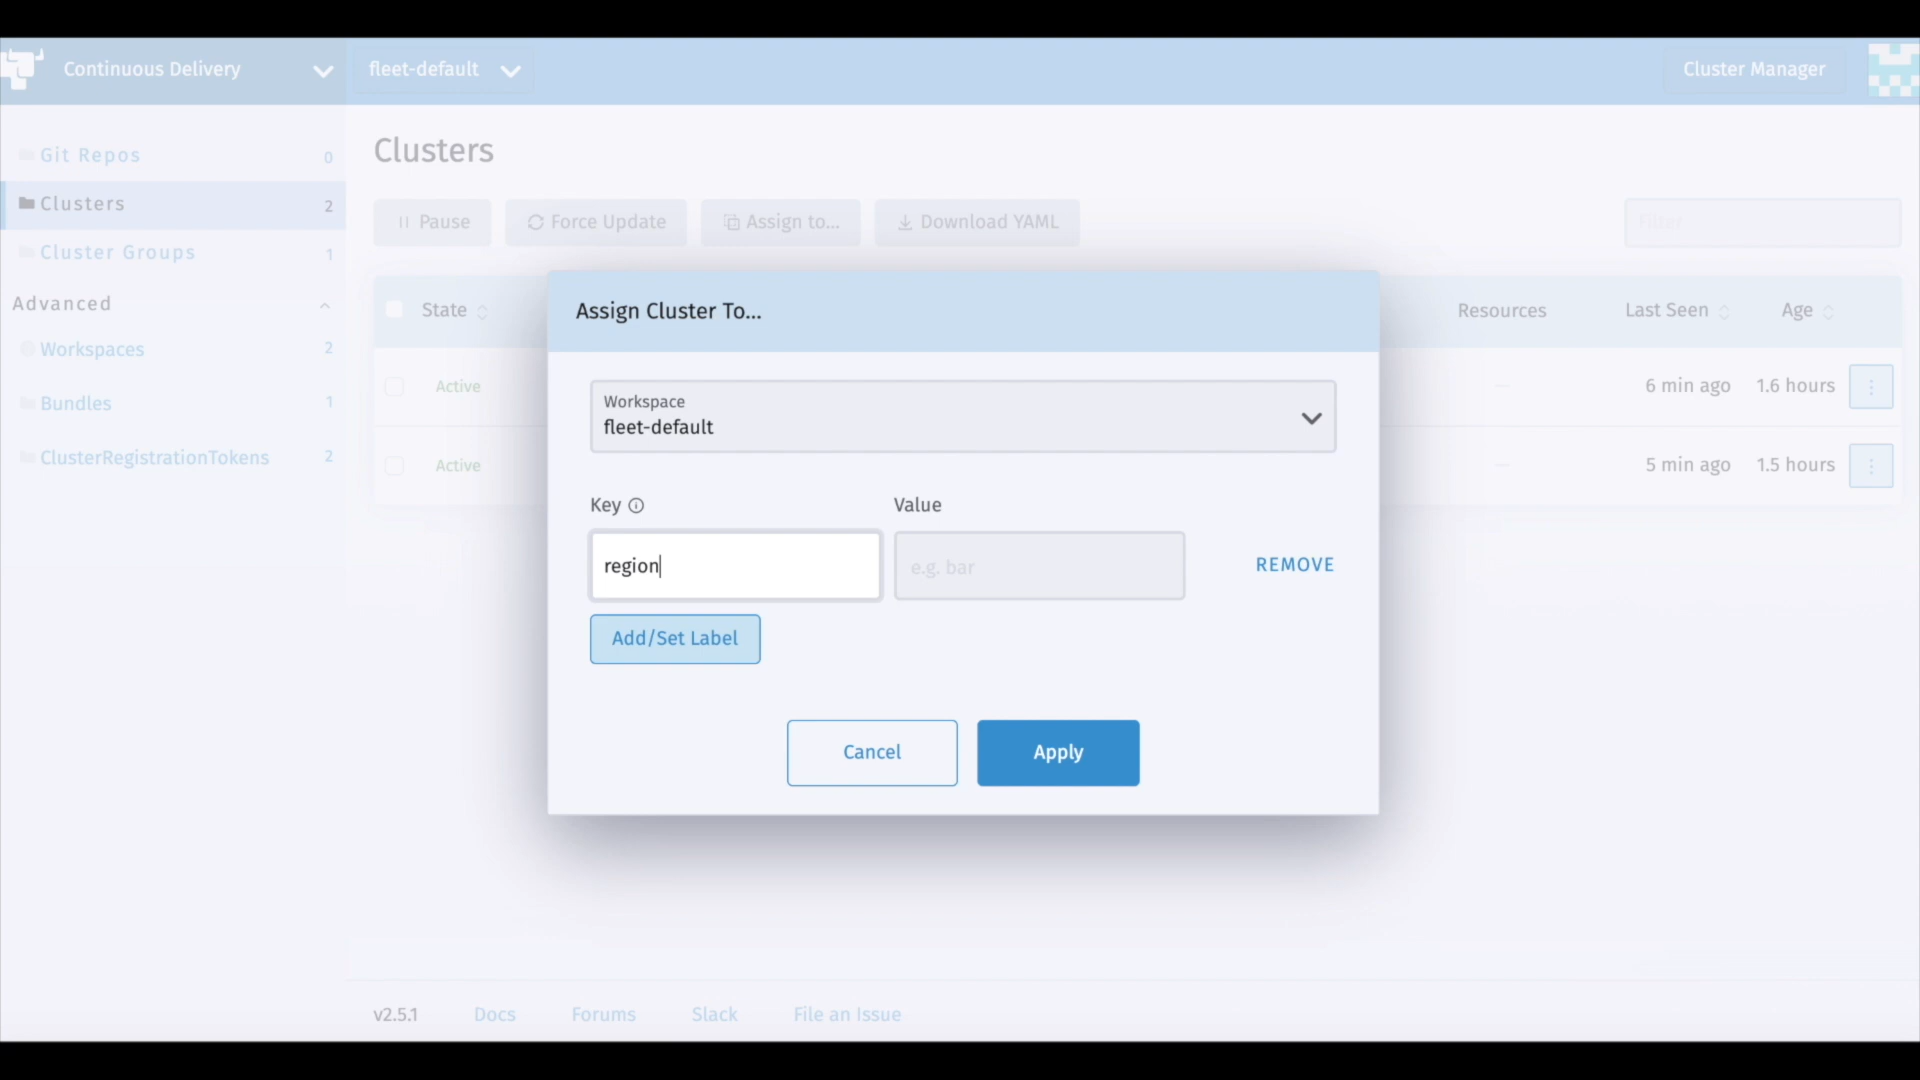 Continuous Delivery
fleet-default
Cluster Manager
Git Repos 0
Clusters 2
Cluster Groups 1
Advanced
Workspaces 2
Bundles 1
ClusterRegistrationTokens 2
Clusters
Pause
Force Update
Assign to...
Download YAML
Filter
State
Resources
Last Seen
Age
Active
6 min ago
1.6 hours
Active
5 min ago
1.5 hours
Assign Cluster To...
Workspace
fleet-default
Key
Value
region
e.g. bar
REMOVE
Add/Set Label
Cancel
Apply
v2.5.1
Docs
Forums
Slack
File an Issue